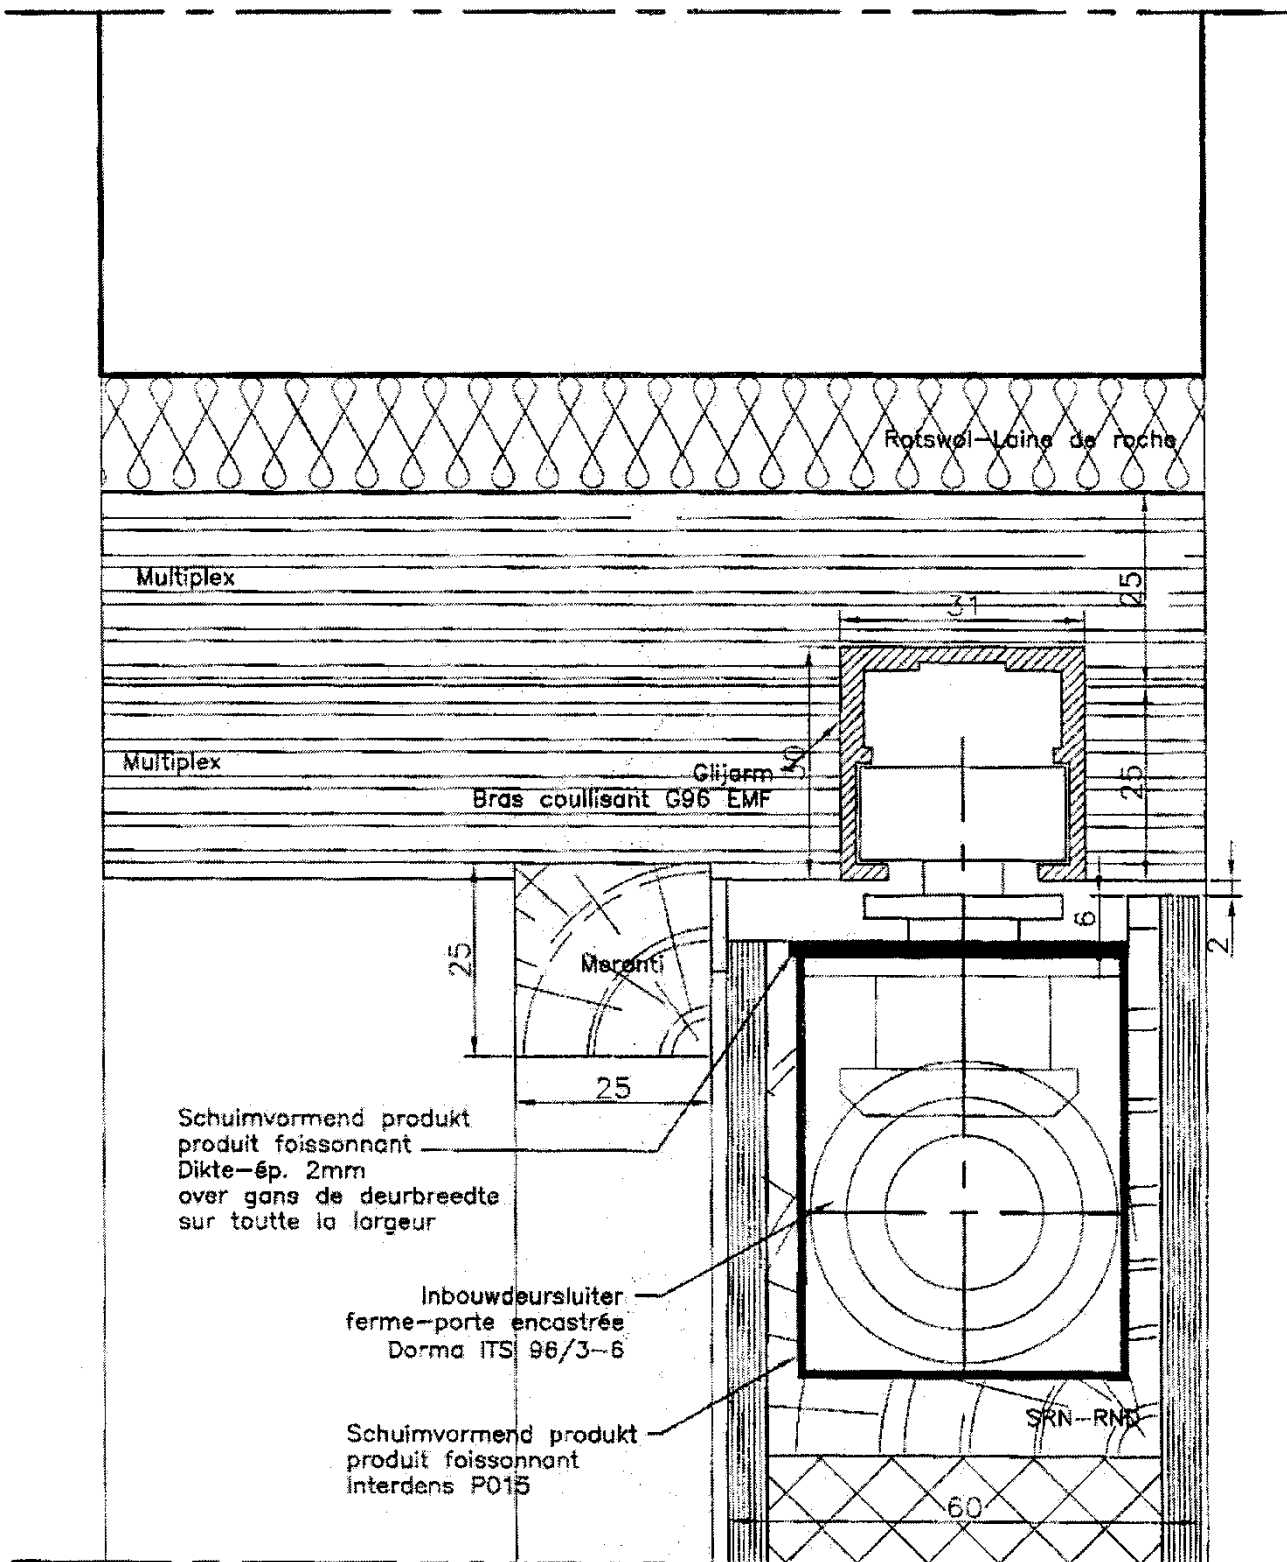 Rotswol-Laine de roche
Multiplex
31
25
Multiplex
30
25
Glijarm
Bras coullisant G96 EMF
6
2
25
Meranti
25
Schuimvormend produkt
produit foissonnant
Dikte-ép. 2mm
over gans de deurbreedte
sur toutte la largeur
Inbouwdeursluiter
ferme-porte encastrée
Dorma ITS 96/3-6
Schuimvormend produkt
produit foissonnant
Interdens P015
SRN-RND
60